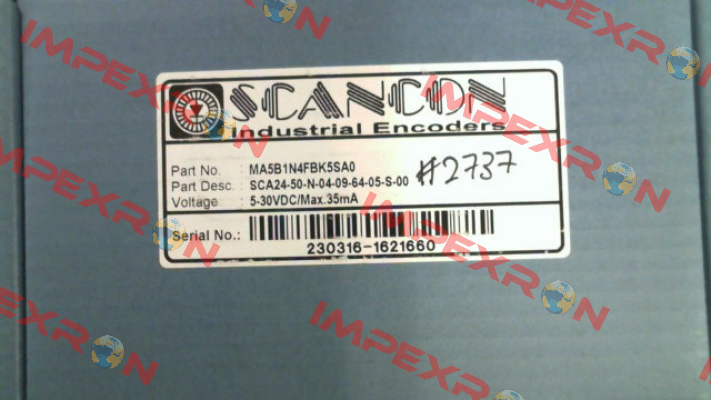 SCANCON
Industrial Encoders
Part No. : MA5B1N4FBK5SA0
Part Desc. : SCA24-50-N-04-09-64-05-S-00
Voltage : 5-30VDC/Max.35mA
#2737
Serial No.:
230316-1621660
IMPEXRON
IMPEXRON
IMPEXRON
IMPEXRON
IMPEXRON
IMPEXRON